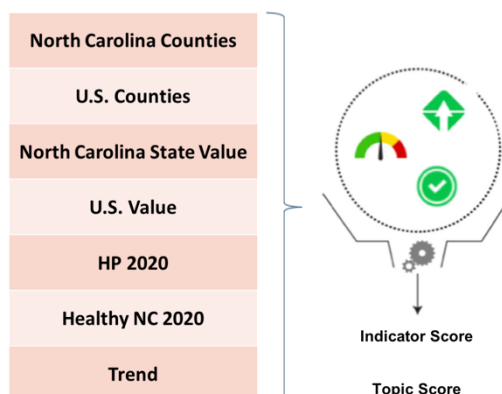 North Carolina Counties
U.S. Counties
North Carolina State Value
U.S. Value
HP 2020
Healthy NC 2020
Trend
Indicator Score
Topic Score